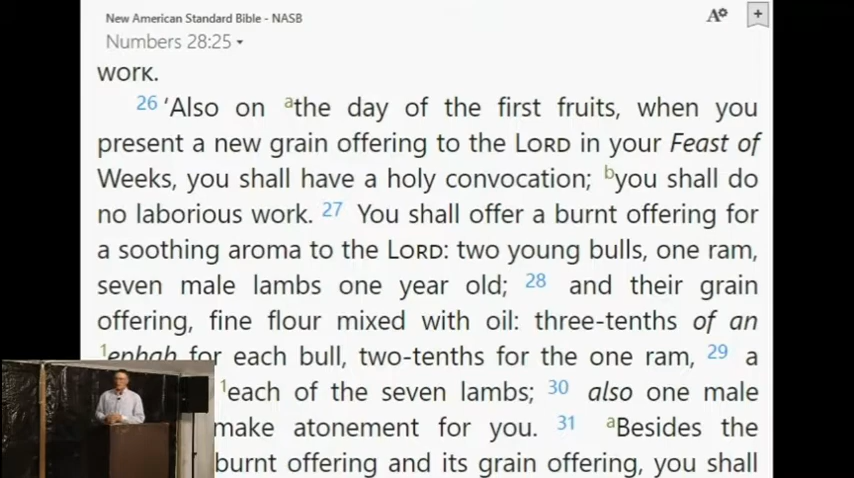 New American Standard Bible - NASB
Numbers 28:25
work.
26 'Also on athe day of the first fruits, when you
present a new grain offering to the LORD in your Feast of
Weeks, you shall have a holy convocation; byou shall do
no laborious work. 27 You shall offer a burnt offering for
a soothing aroma to the LORD: two young bulls, one ram,
seven male lambs one year old; 28 and their grain
offering, fine flour mixed with oil: three-tenths of an
1ephah for each bull, two-tenths for the one ram, 29 a
1each of the seven lambs; 30 also one male
make atonement for you. 31 aBesides the
burnt offering and its grain offering, you shall